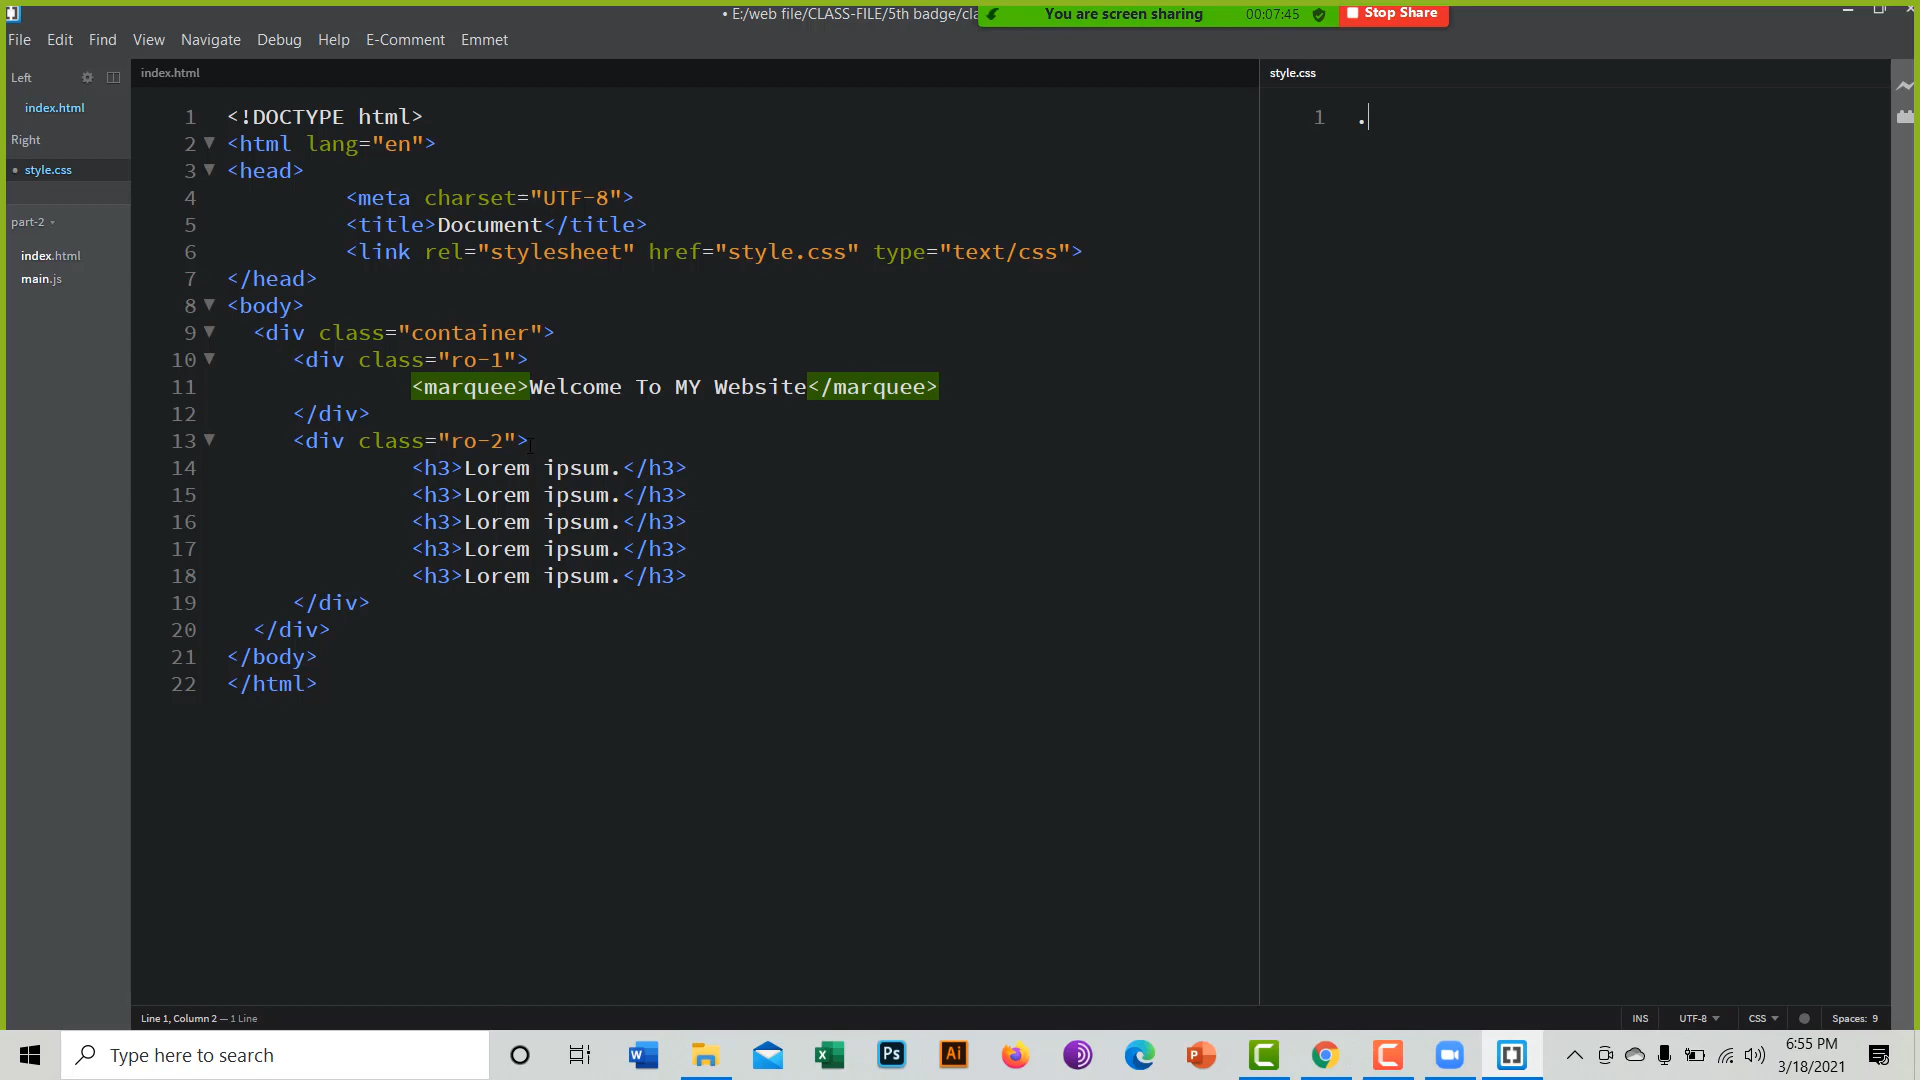 • E:/web file/CLASS-FILE/5th badge/cla
You are screen sharing 00:07:45 Stop Share
File Edit Find View Navigate Debug Help E-Commerce Emmet
Left
index.html
Right
• style.css
part-2
index.html
main.js
index.html
1 <!DOCTYPE html>
2 <html lang="en">
3 <head>
4 <meta charset="UTF-8">
5 <title>Document</title>
6 <link rel="stylesheet" href="style.css" type="text/css">
7 </head>
8 <body>
9 <div class="container">
10 <div class="ro-1">
11 <marquee>Welcome To MY Website</marquee>
12 </div>
13 <div class="ro-2">
14 <h3>Lorem ipsum.</h3>
15 <h3>Lorem ipsum.</h3>
16 <h3>Lorem ipsum.</h3>
17 <h3>Lorem ipsum.</h3>
18 <h3>Lorem ipsum.</h3>
19 </div>
20 </div>
21 </body>
22 </html>
style.css
1 .
Line 1, Column 2 — 1 Line
INS UTF-8 CSS Spaces: 9
Type here to search
6:55 PM
3/18/2021